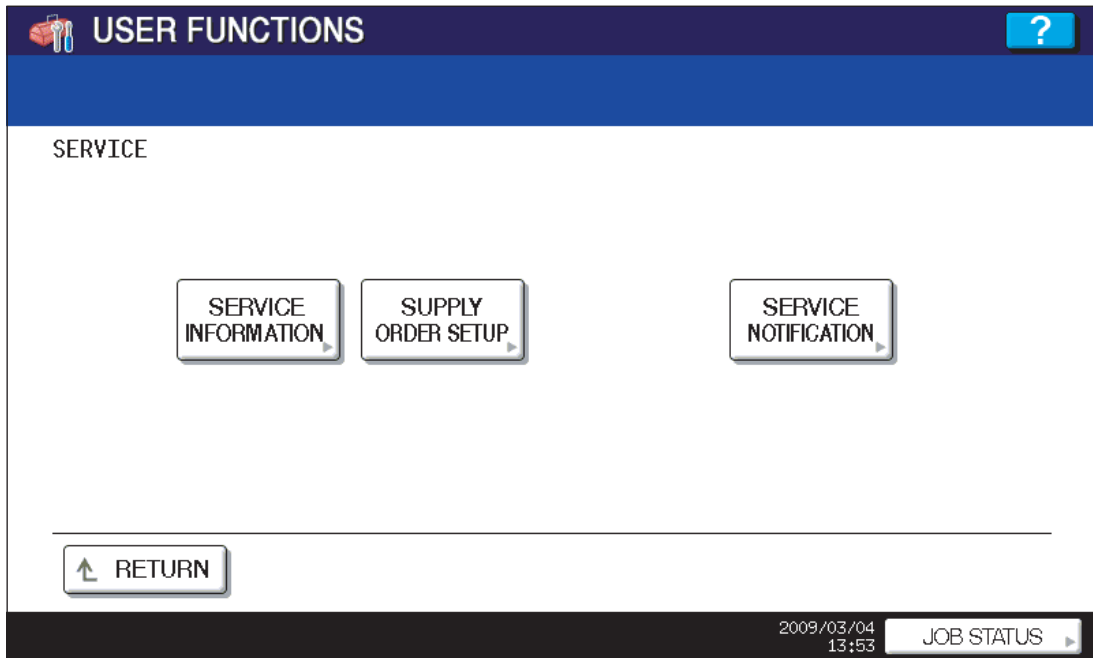 USER FUNCTIONS
?
SERVICE
SERVICE
INFORMATION
SUPPLY
ORDER SETUP
SERVICE
NOTIFICATION
RETURN
2009/03/04
13:53
JOB STATUS